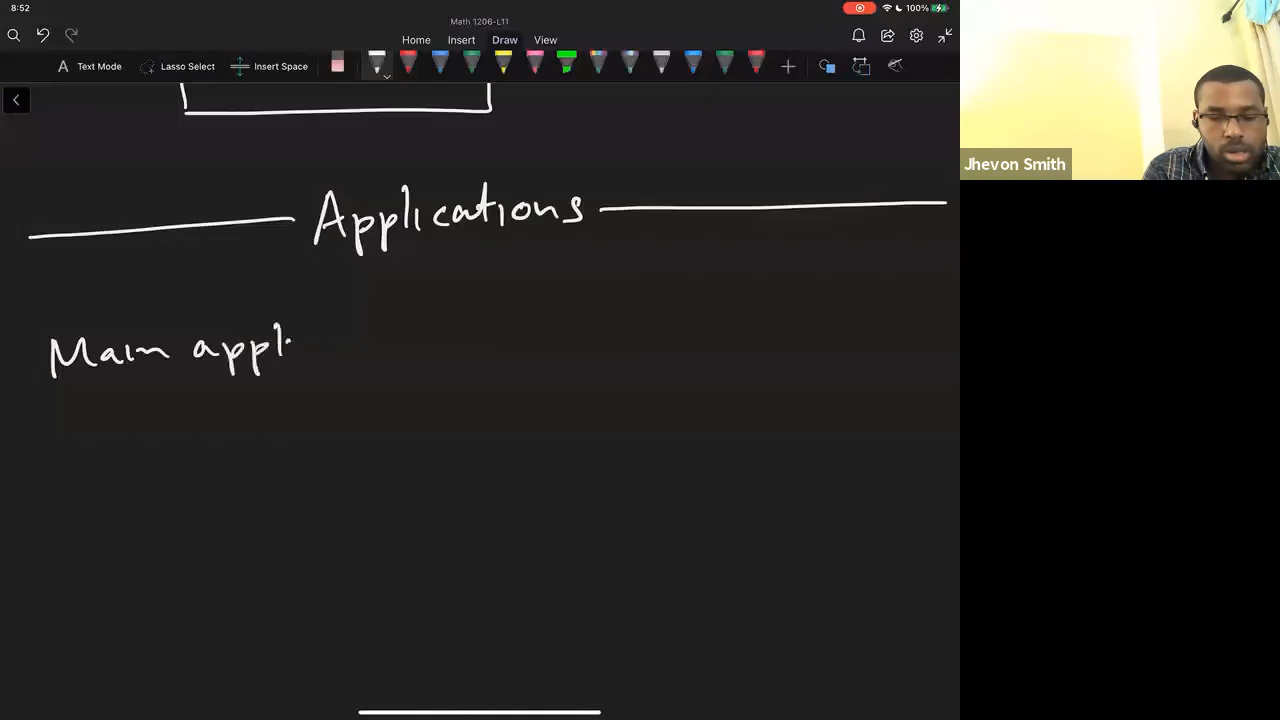 8:52
100%
Math 1206-L11
Home Insert Draw View
A Text Mode Lasso Select Insert Space
Jhevon Smith
Applications
Main appli